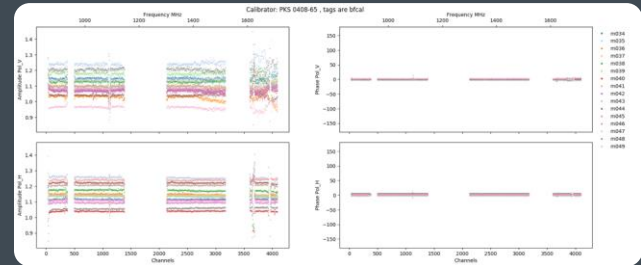 Calibrator: PKS 0408-65 , tags are bfcal
Frequency MHz
1000 1200 1400 1600
Frequency MHz
1000 1200 1400 1600
Amplitude Pol_V
1.4
1.3
1.2
1.1
1.0
0.9
Phase Pol_V
150
100
50
0
-50
-100
-150
m034
m035
m036
m037
m038
m039
m040
m041
m042
m043
m044
m045
m046
m047
m048
m049
Amplitude Pol_H
1.4
1.3
1.2
1.1
1.0
0.9
Phase Pol_H
150
100
50
0
-50
-100
-150
0 500 1000 1500 2000 2500 3000 3500 4000
Channels
0 500 1000 1500 2000 2500 3000 3500 4000
Channels